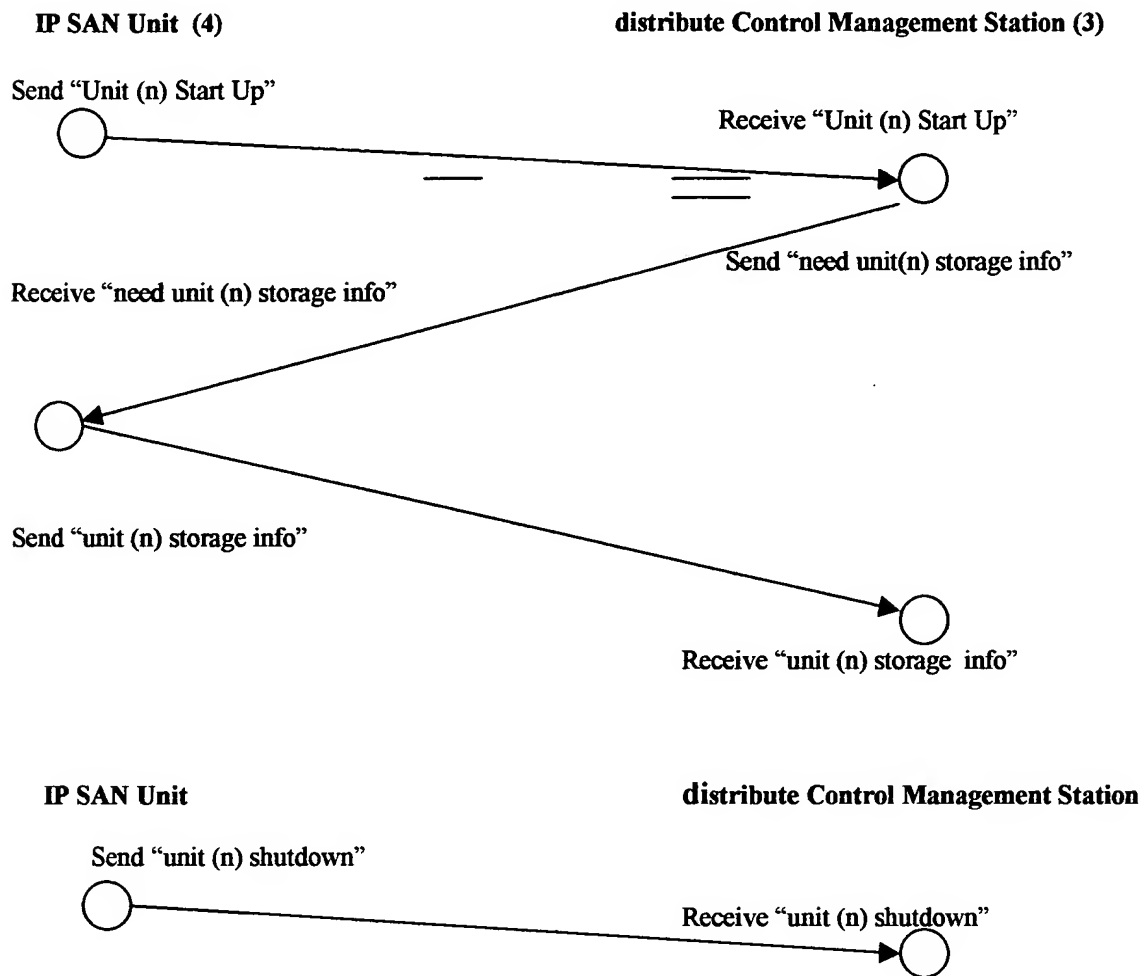 IP SAN Unit (4)
distribute Control Management Station (3)
Send “Unit (n) Start Up”
Receive “Unit (n) Start Up”
Send “need unit(n) storage info”
Receive “need unit (n) storage info”
Send “unit (n) storage info”
Receive “unit (n) storage info”
IP SAN Unit
distribute Control Management Station
Send “unit (n) shutdown”
Receive “unit (n) shutdown”